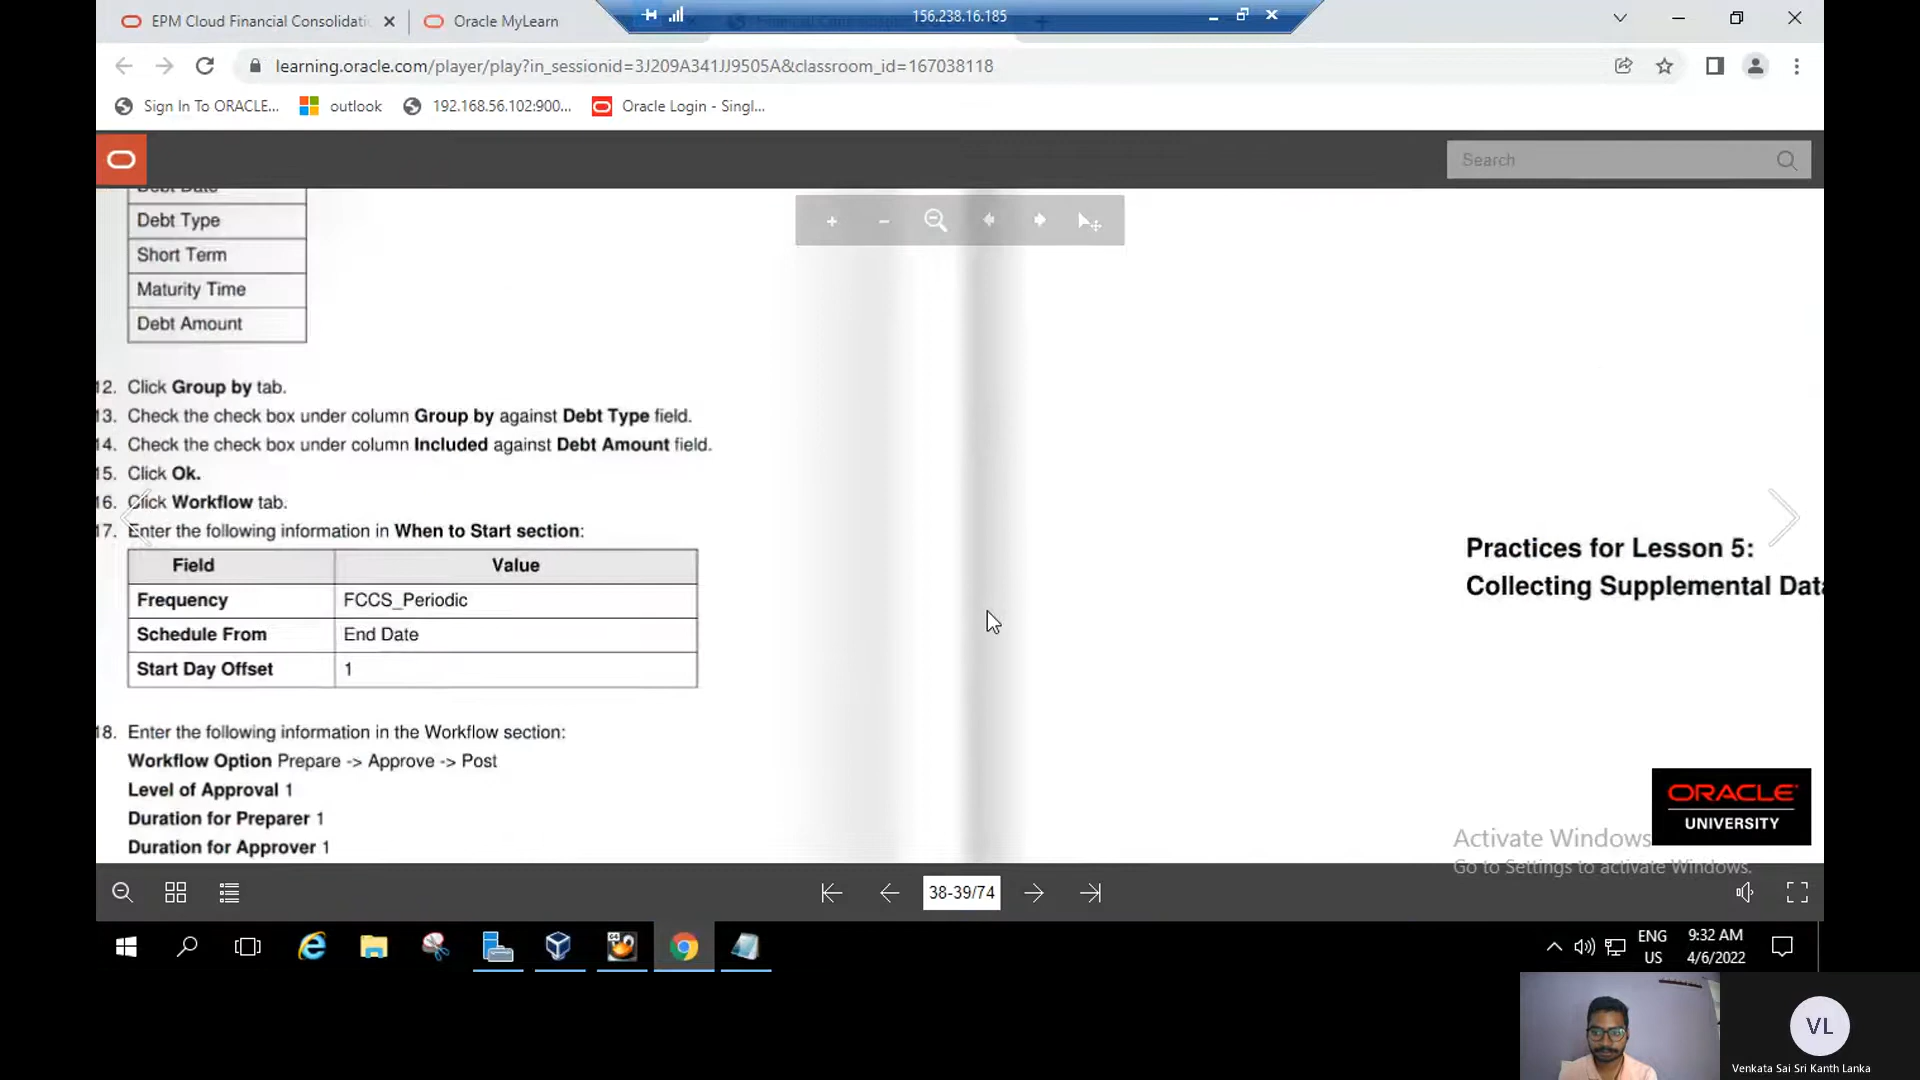 EPM Cloud Financial Consolidati
Oracle MyLearn
156.238.16.185
learning.oracle.com/player/play?in_sessionid=3J209A341JJ9505A&classroom_id=167038118
Sign In To ORACLE...
outlook
192.168.56.102:900...
Oracle Login - Singl...
Search
Debt Date
Debt Type
Short Term
Maturity Time
Debt Amount
12. Click Group by tab.
13. Check the check box under column Group by against Debt Type field.
14. Check the check box under column Included against Debt Amount field.
15. Click Ok.
16. Click Workflow tab.
17. Enter the following information in When to Start section:
Field Value
Frequency FCCS_Periodic
Schedule From End Date
Start Day Offset 1
18. Enter the following information in the Workflow section:
Workflow Option Prepare -> Approve -> Post
Level of Approval 1
Duration for Preparer 1
Duration for Approver 1
Practices for Lesson 5:
Collecting Supplemental Data
ORACLE
UNIVERSITY
Activate Windows
Go to Settings to activate Windows.
38-39/74
64
ENG
US
9:32 AM
4/6/2022
VL
Venkata Sai Sri Kanth Lanka